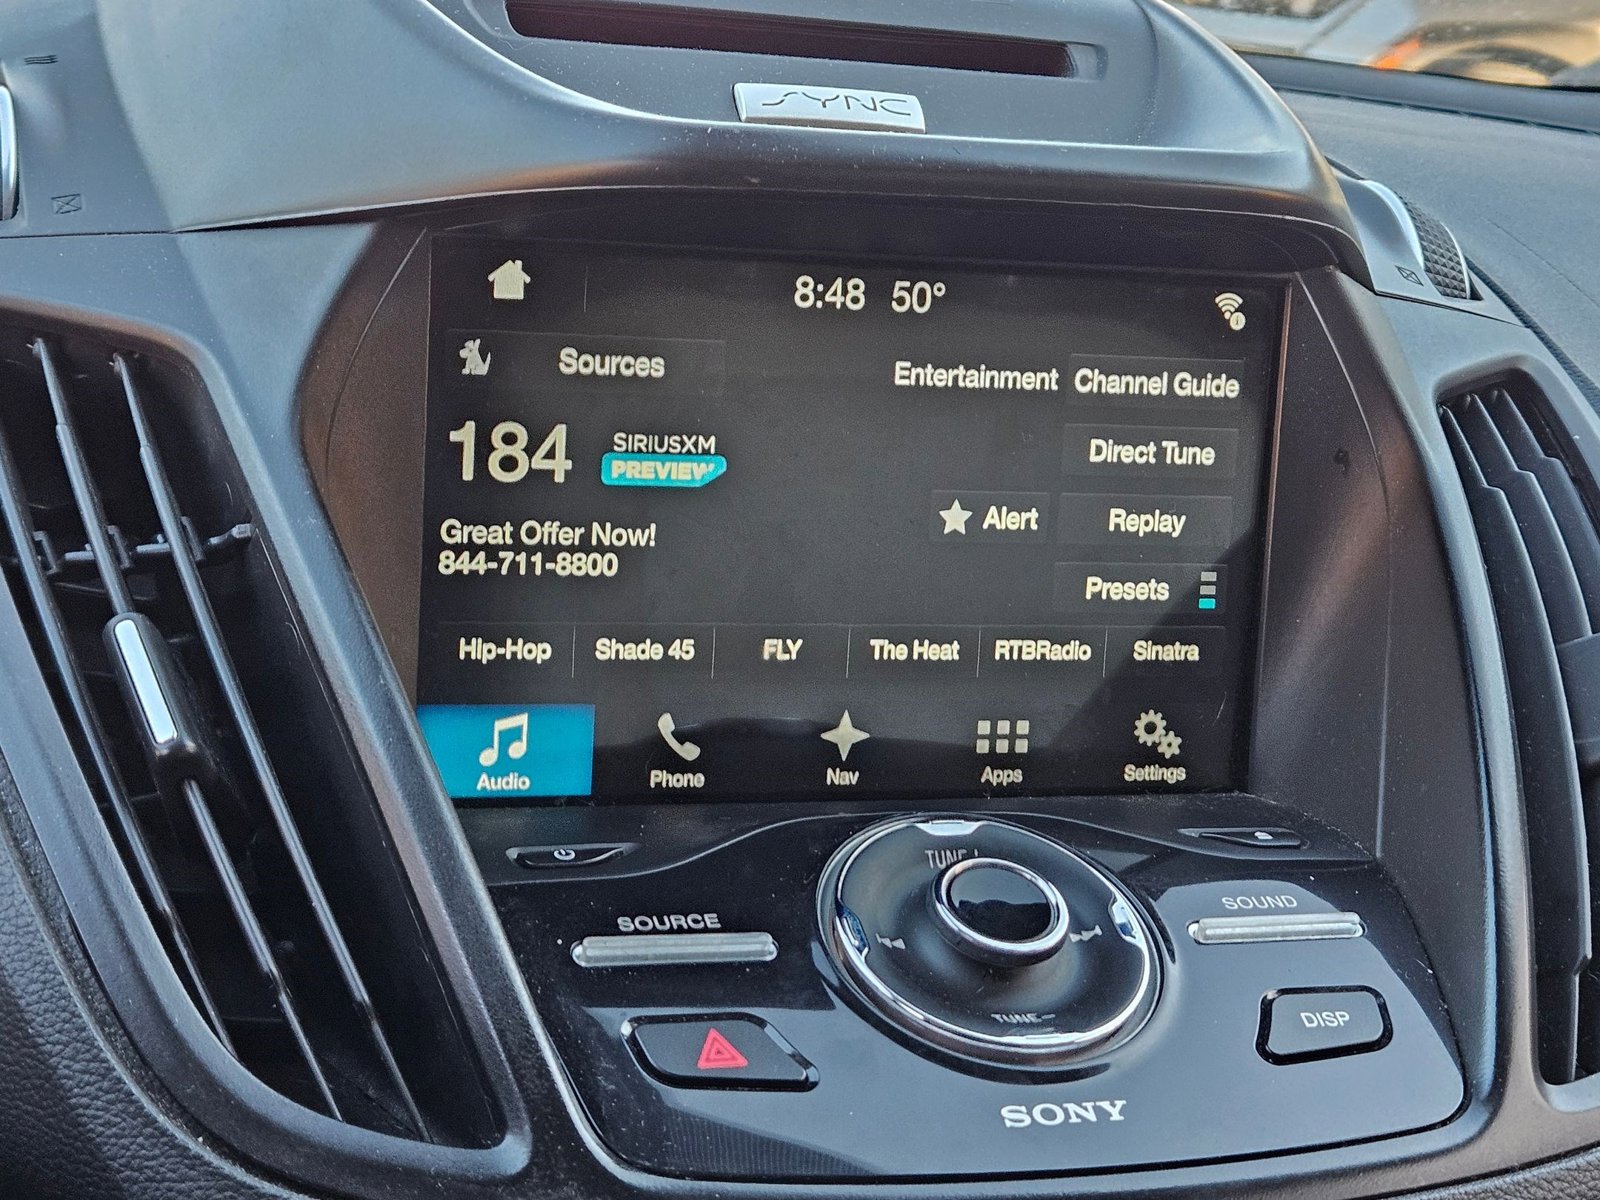 SYNC
8:48 50°
Sources
Entertainment
Channel Guide
184
SIRIUSXM
PREVIEW
Direct Tune
Great Offer Now!
844-711-8800
Alert
Replay
Presets
Hip-Hop
Shade 45
FLY
The Heat
RTBRadio
Sinatra
Audio
Phone
Nav
Apps
Settings
TUNE +
SOURCE
SOUND
TUNE–
DISP
SONY